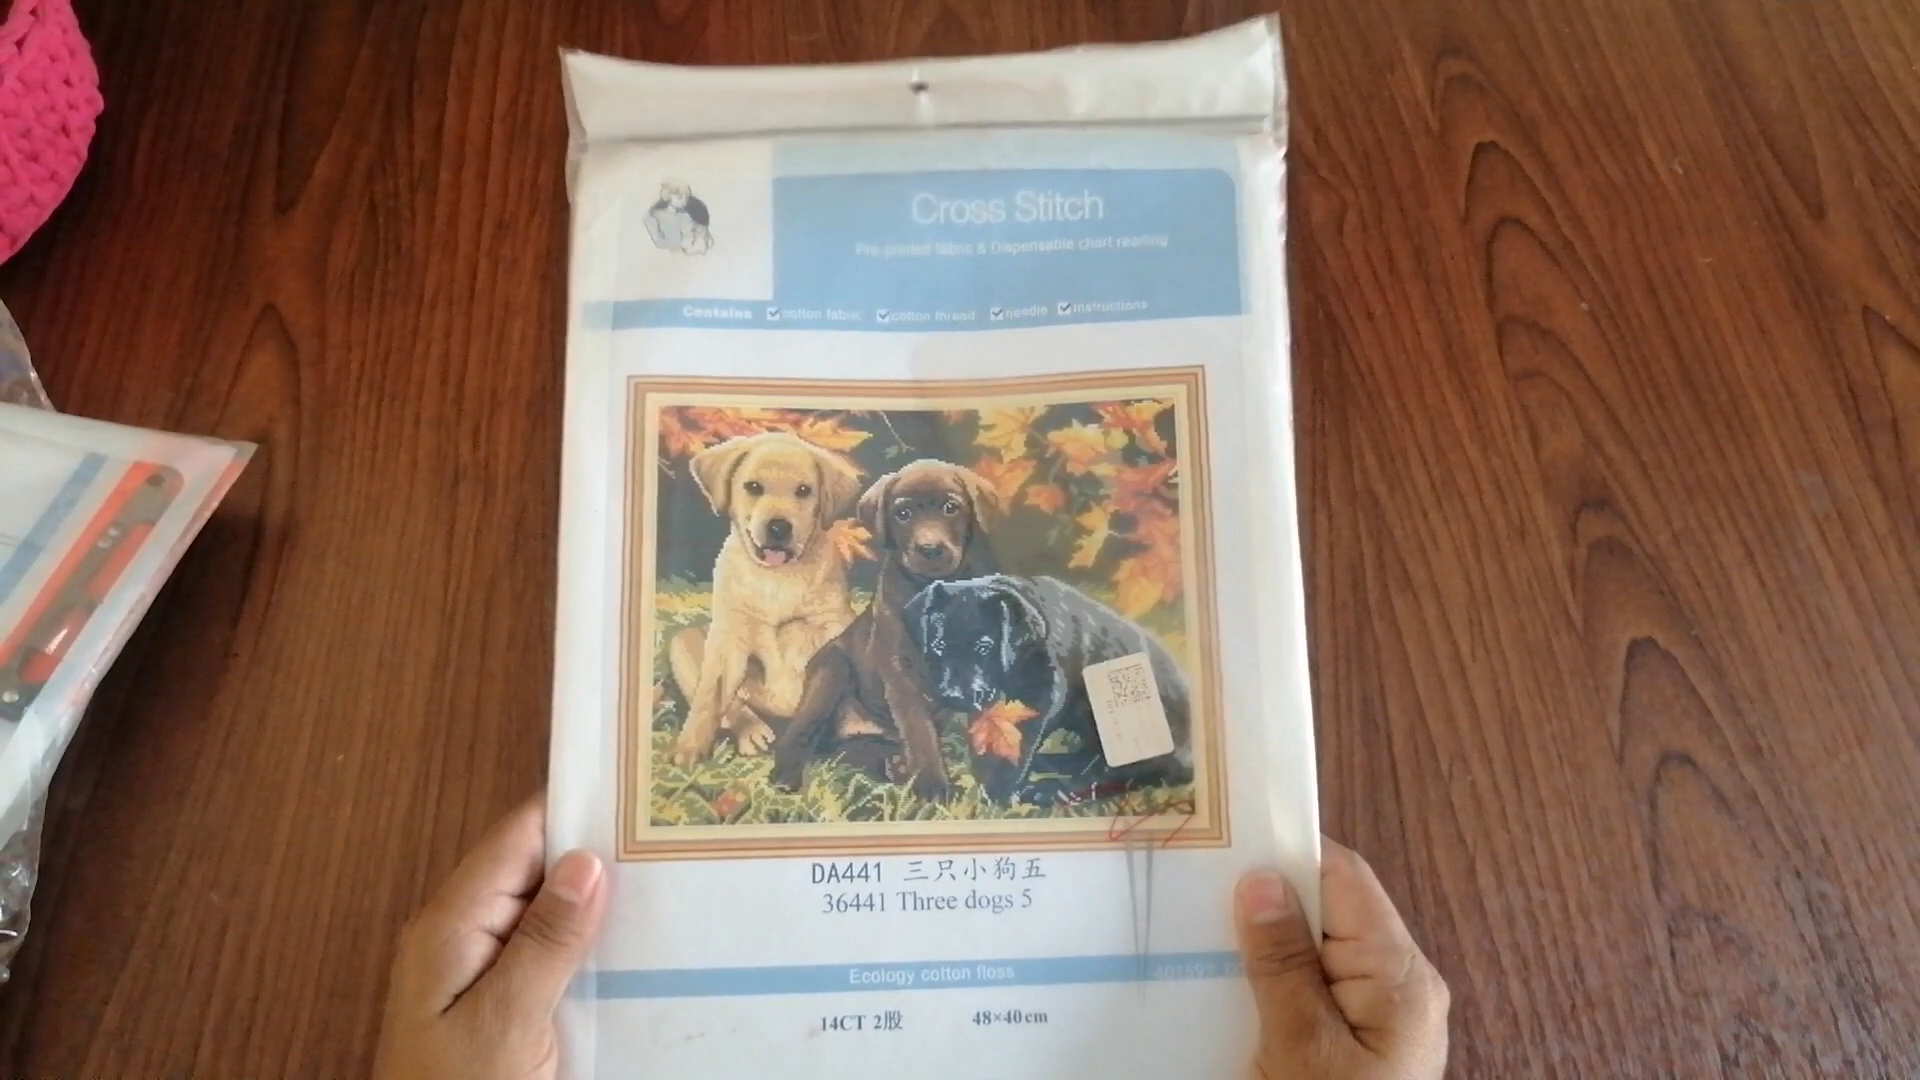 Cross Stitch
Pre-printed fabric & Dispensable chart reading
Contains cotton fabric cotton thread needle instructions
DA441 三只小狗五
36441 Three dogs 5
Ecology cotton floss
14CT 2股 48×40cm